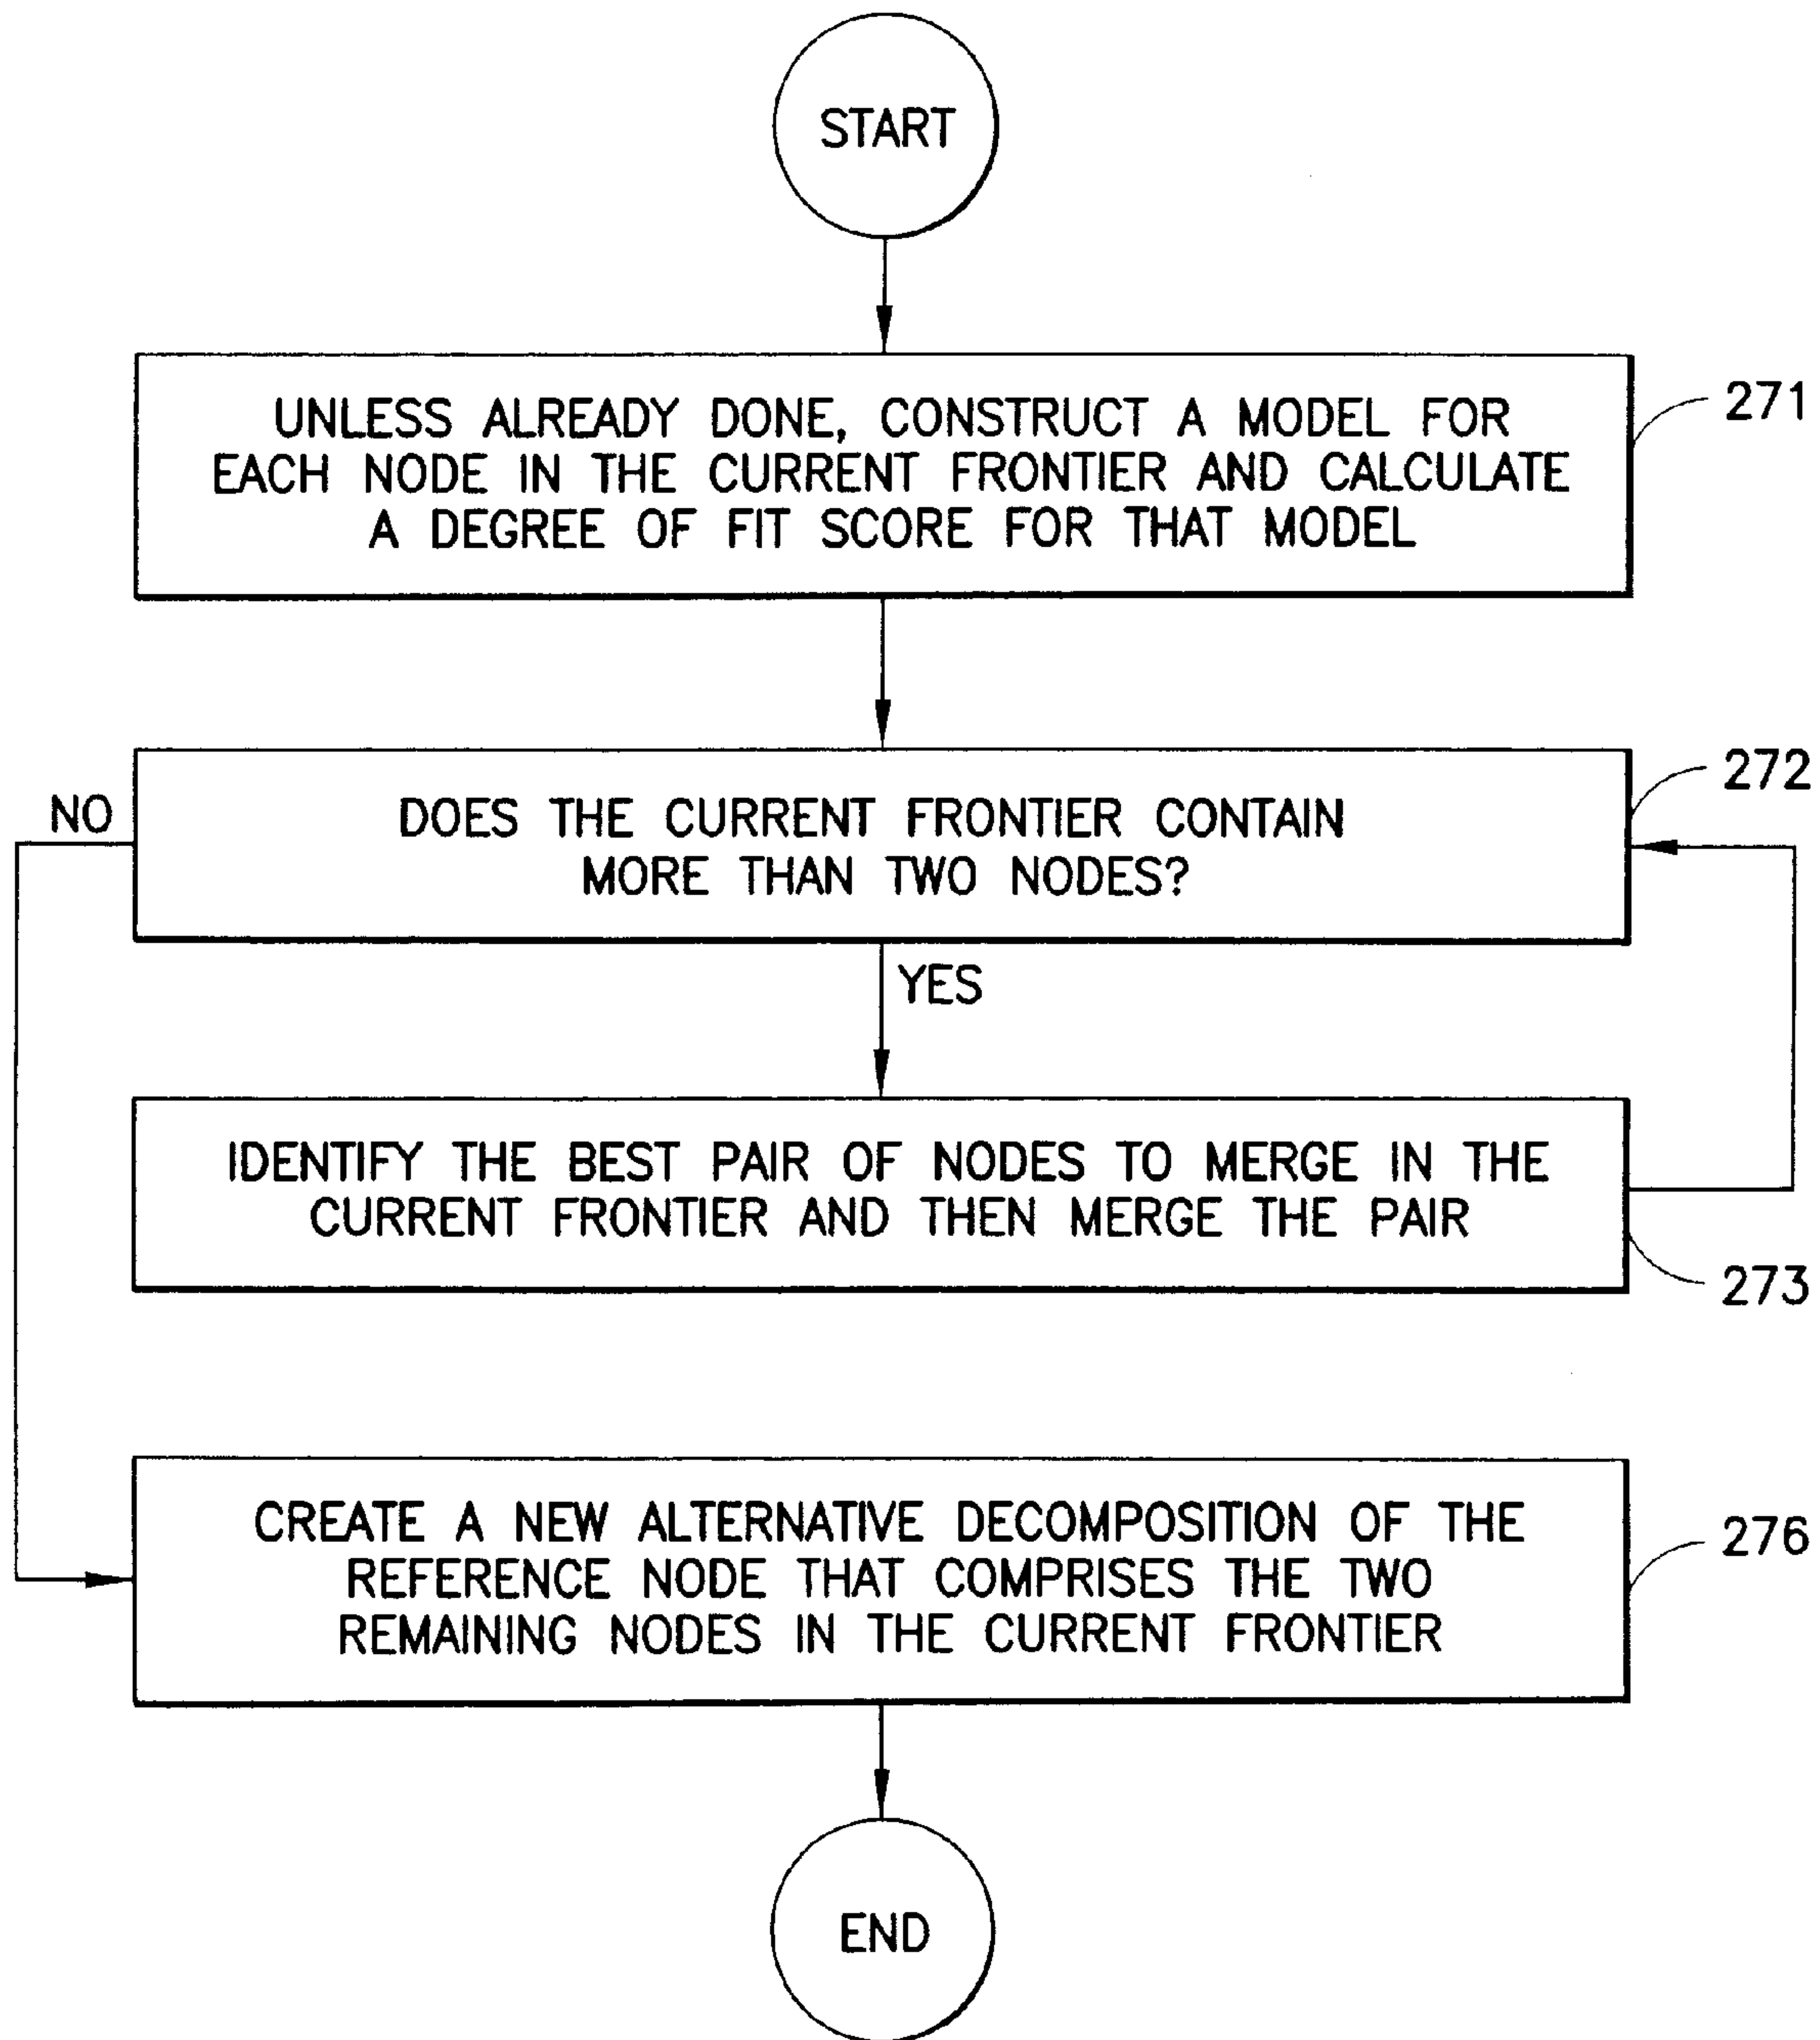 START
UNLESS ALREADY DONE, CONSTRUCT A MODEL FOR
EACH NODE IN THE CURRENT FRONTIER AND CALCULATE
A DEGREE OF FIT SCORE FOR THAT MODEL
271
DOES THE CURRENT FRONTIER CONTAIN
MORE THAN TWO NODES?
272
NO
YES
IDENTIFY THE BEST PAIR OF NODES TO MERGE IN THE
CURRENT FRONTIER AND THEN MERGE THE PAIR
273
CREATE A NEW ALTERNATIVE DECOMPOSITION OF THE
REFERENCE NODE THAT COMPRISES THE TWO
REMAINING NODES IN THE CURRENT FRONTIER
276
END